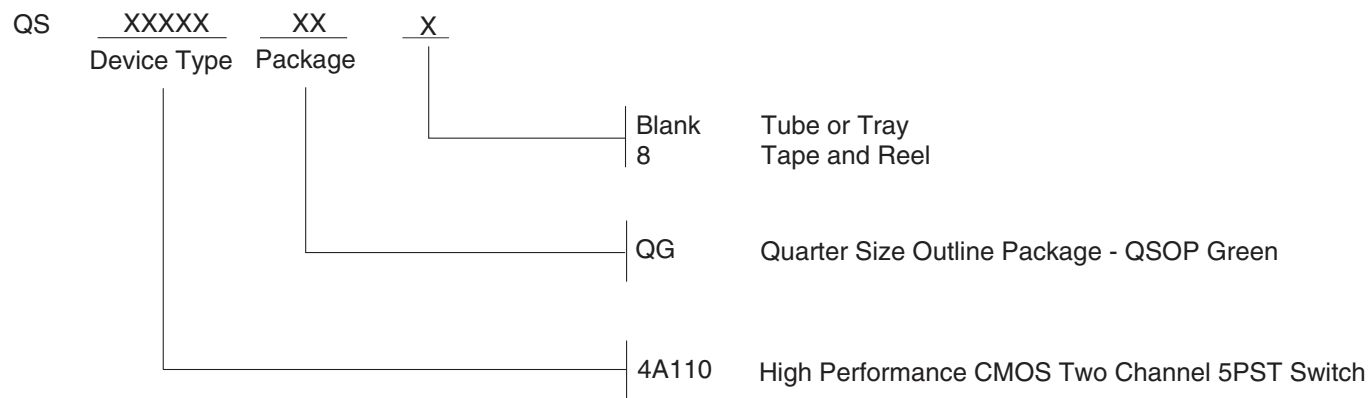 QS XXXXX XX X
Device Type Package
Blank Tube or Tray
8 Tape and Reel
QG Quarter Size Outline Package - QSOP Green
4A110 High Performance CMOS Two Channel 5PST Switch